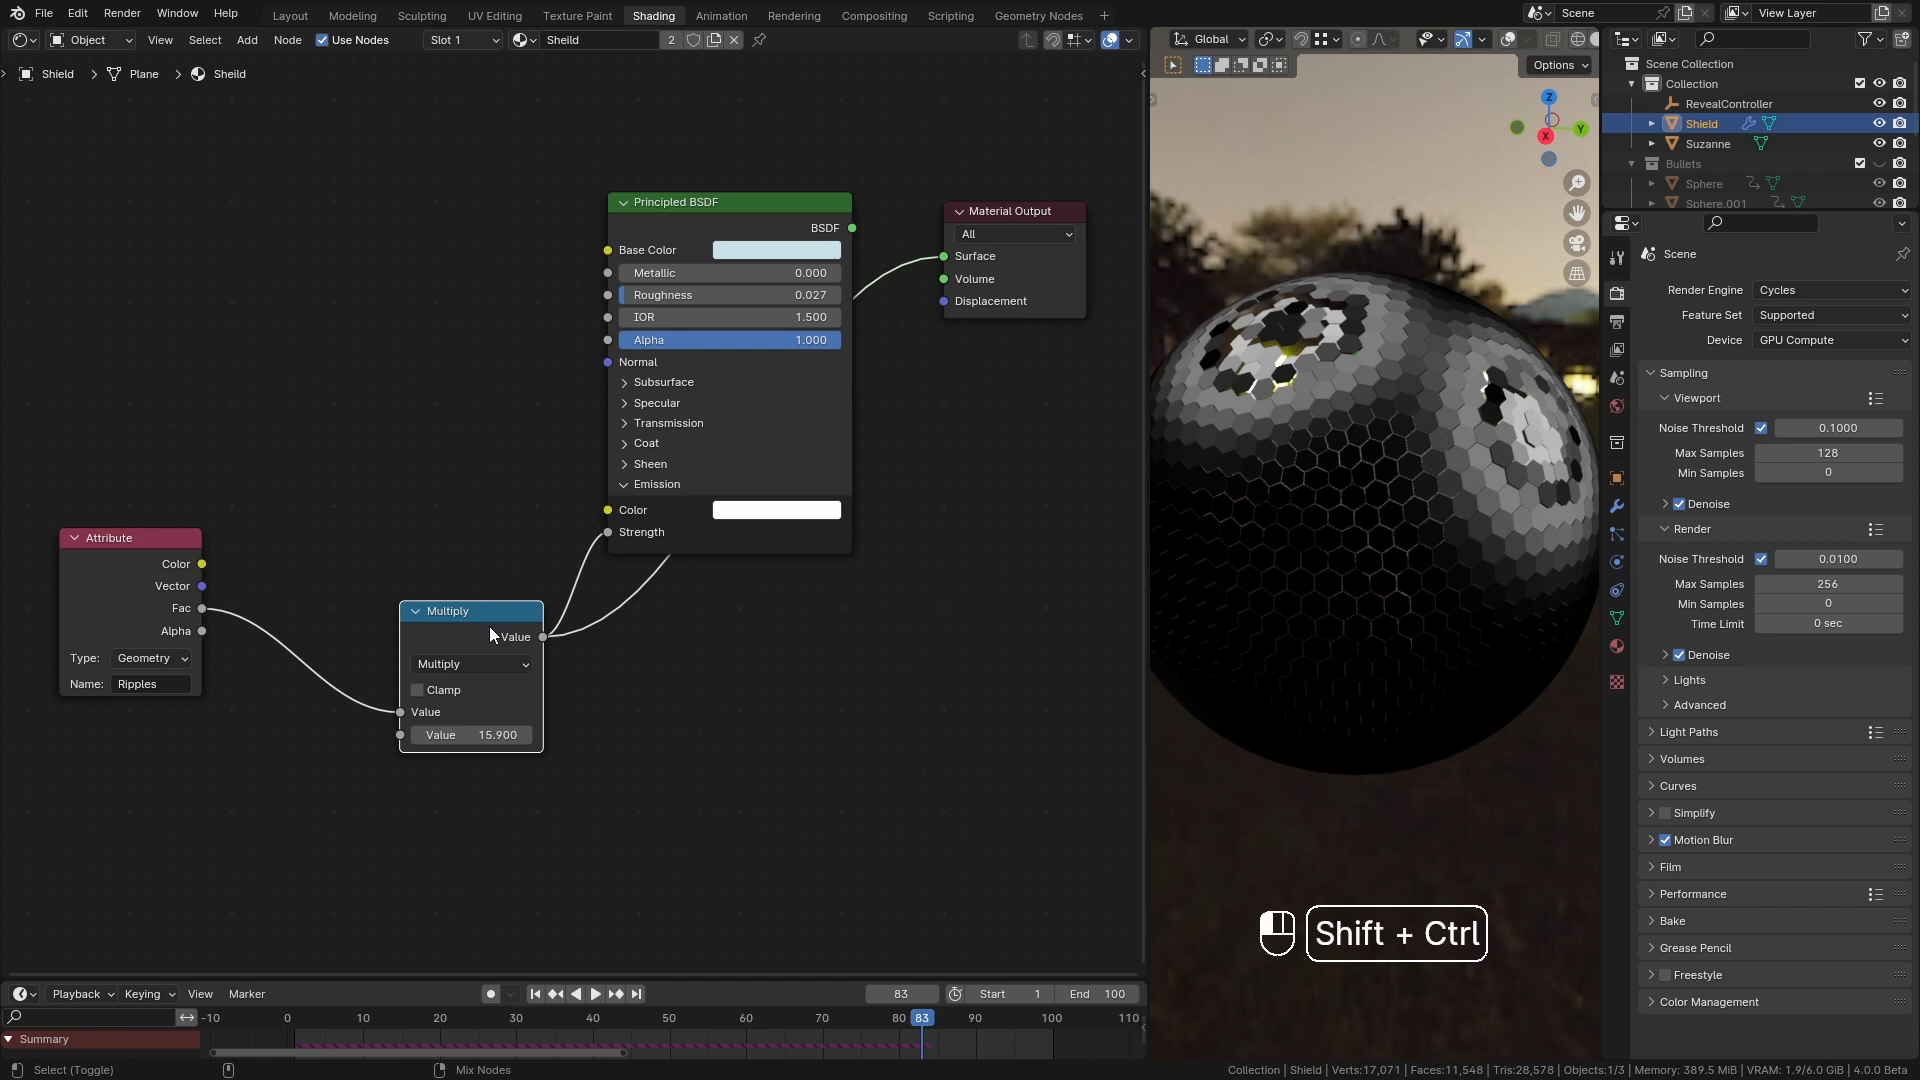 File Edit Render Window Help
Layout Modeling Sculpting UV Editing Texture Paint Shading Animation Rendering Compositing Scripting Geometry Nodes +
Scene
View Layer
Object View Select Add Node Use Nodes Slot 1 Sheild 2
Global
Options
Shield > Plane > Sheild
Scene Collection
Collection
RevealController
Shield
Suzanne
Bullets
Sphere
Sphere.001
Z
Y
X
Principled BSDF
BSDF
Base Color
Metallic 0.000
Roughness 0.027
IOR 1.500
Alpha 1.000
Normal
Subsurface
Specular
Transmission
Coat
Sheen
Emission
Color
Strength
Material Output
All
Surface
Volume
Displacement
Attribute
Color
Vector
Fac
Alpha
Type: Geometry
Name: Ripples
Multiply
Value
Multiply
Clamp
Value
Value 15.900
Scene
Render Engine Cycles
Feature Set Supported
Device GPU Compute
Sampling
Viewport
Noise Threshold 0.1000
Max Samples 128
Min Samples 0
Denoise
Render
Noise Threshold 0.0100
Max Samples 256
Min Samples 0
Time Limit 0 sec
Denoise
Lights
Advanced
Light Paths
Volumes
Curves
Simplify
Motion Blur
Film
Performance
Bake
Grease Pencil
Freestyle
Color Management
Shift + Ctrl
Playback Keying View Marker 83 Start 1 End 100
-10 0 10 20 30 40 50 60 70 80 83 90 100 110
Summary
Select (Toggle) Mix Nodes Collection | Shield | Verts:17,071 | Faces:11,548 | Tris:28,578 | Objects:1/3 | Memory: 389.5 MiB | VRAM: 1.9/6.0 GiB | 4.0.0 Beta